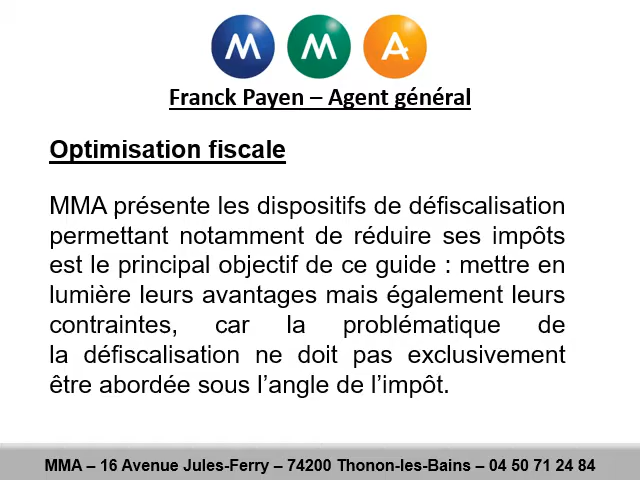 M M A
Franck Payen – Agent général
Optimisation fiscale
MMA présente les dispositifs de défiscalisation
permettant notamment de réduire ses impôts
est le principal objectif de ce guide : mettre en
lumière leurs avantages mais également leurs
contraintes, car la problématique de
la défiscalisation ne doit pas exclusivement
être abordée sous l’angle de l’impôt.
MMA – 16 Avenue Jules-Ferry – 74200 Thonon-les-Bains – 04 50 71 24 84